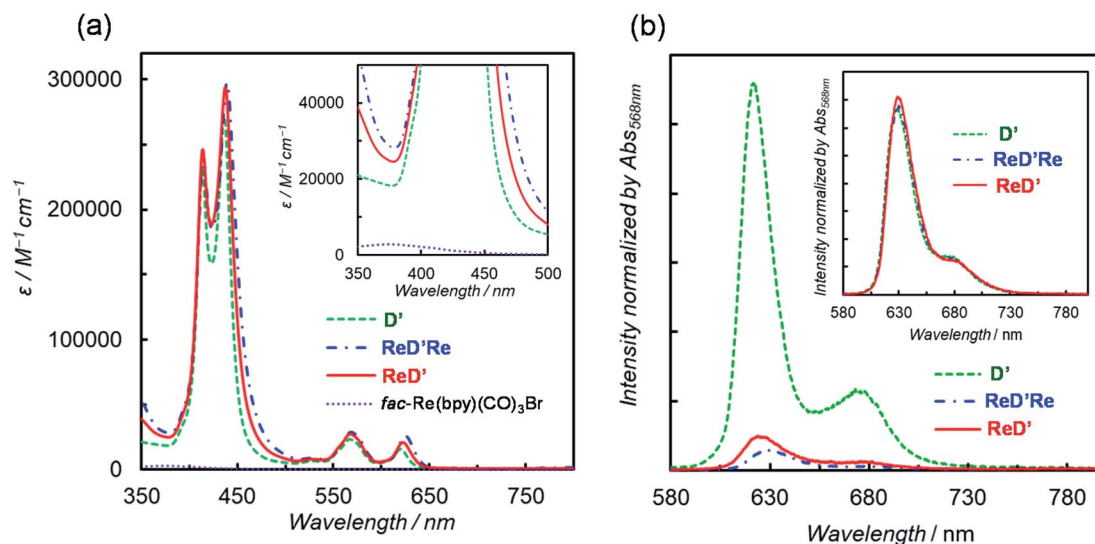 (a)
(b)
ε / M⁻¹ cm⁻¹
300000
200000
100000
0
350
450
550
650
750
Wavelength / nm
ε / M⁻¹ cm⁻¹
40000
20000
0
350
400
450
500
Wavelength / nm
D'
ReD'Re
ReD'
fac-Re(bpy)(CO)₃Br
Intensity normalized by Abs₅₆₈ₙₘ
580
630
680
730
780
Wavelength / nm
Intensity normalized by Abs₅₆₈ₙₘ
D'
ReD'Re
ReD'
580
630
680
730
780
Wavelength / nm
D'
ReD'Re
ReD'